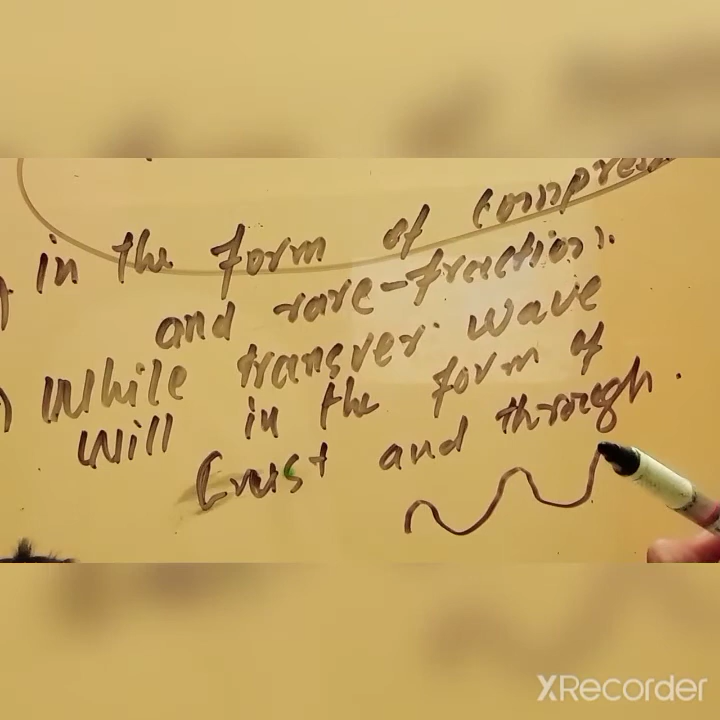 in the form of compres
and rare-fraction.
While transver wave
will in the form of
Crust and through.
XRecorder